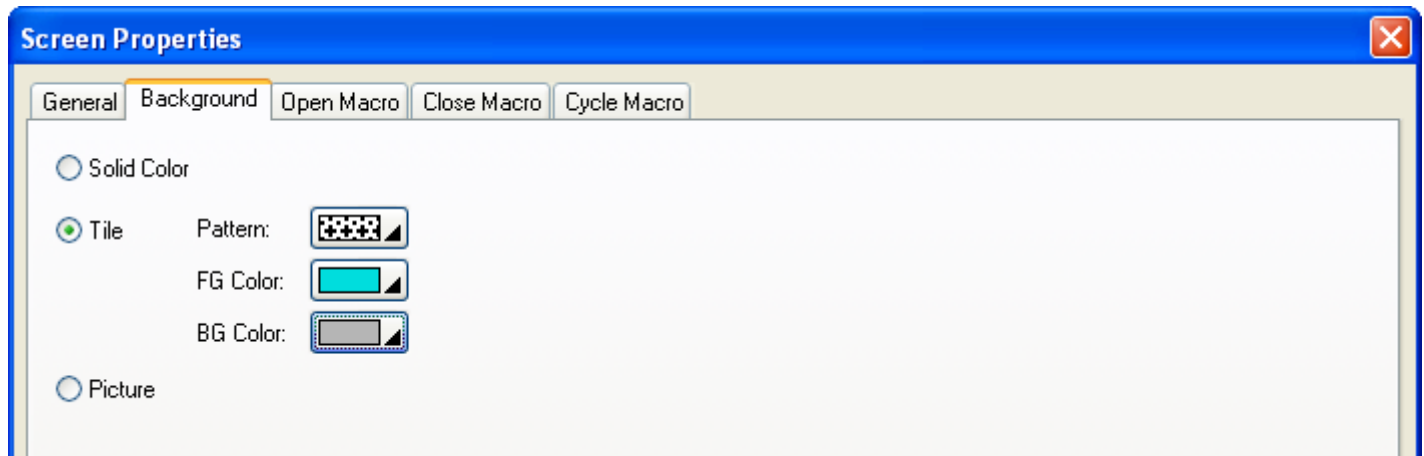 Screen Properties
General Background Open Macro Close Macro Cycle Macro
Solid Color
Tile Pattern:
FG Color:
BG Color:
Picture